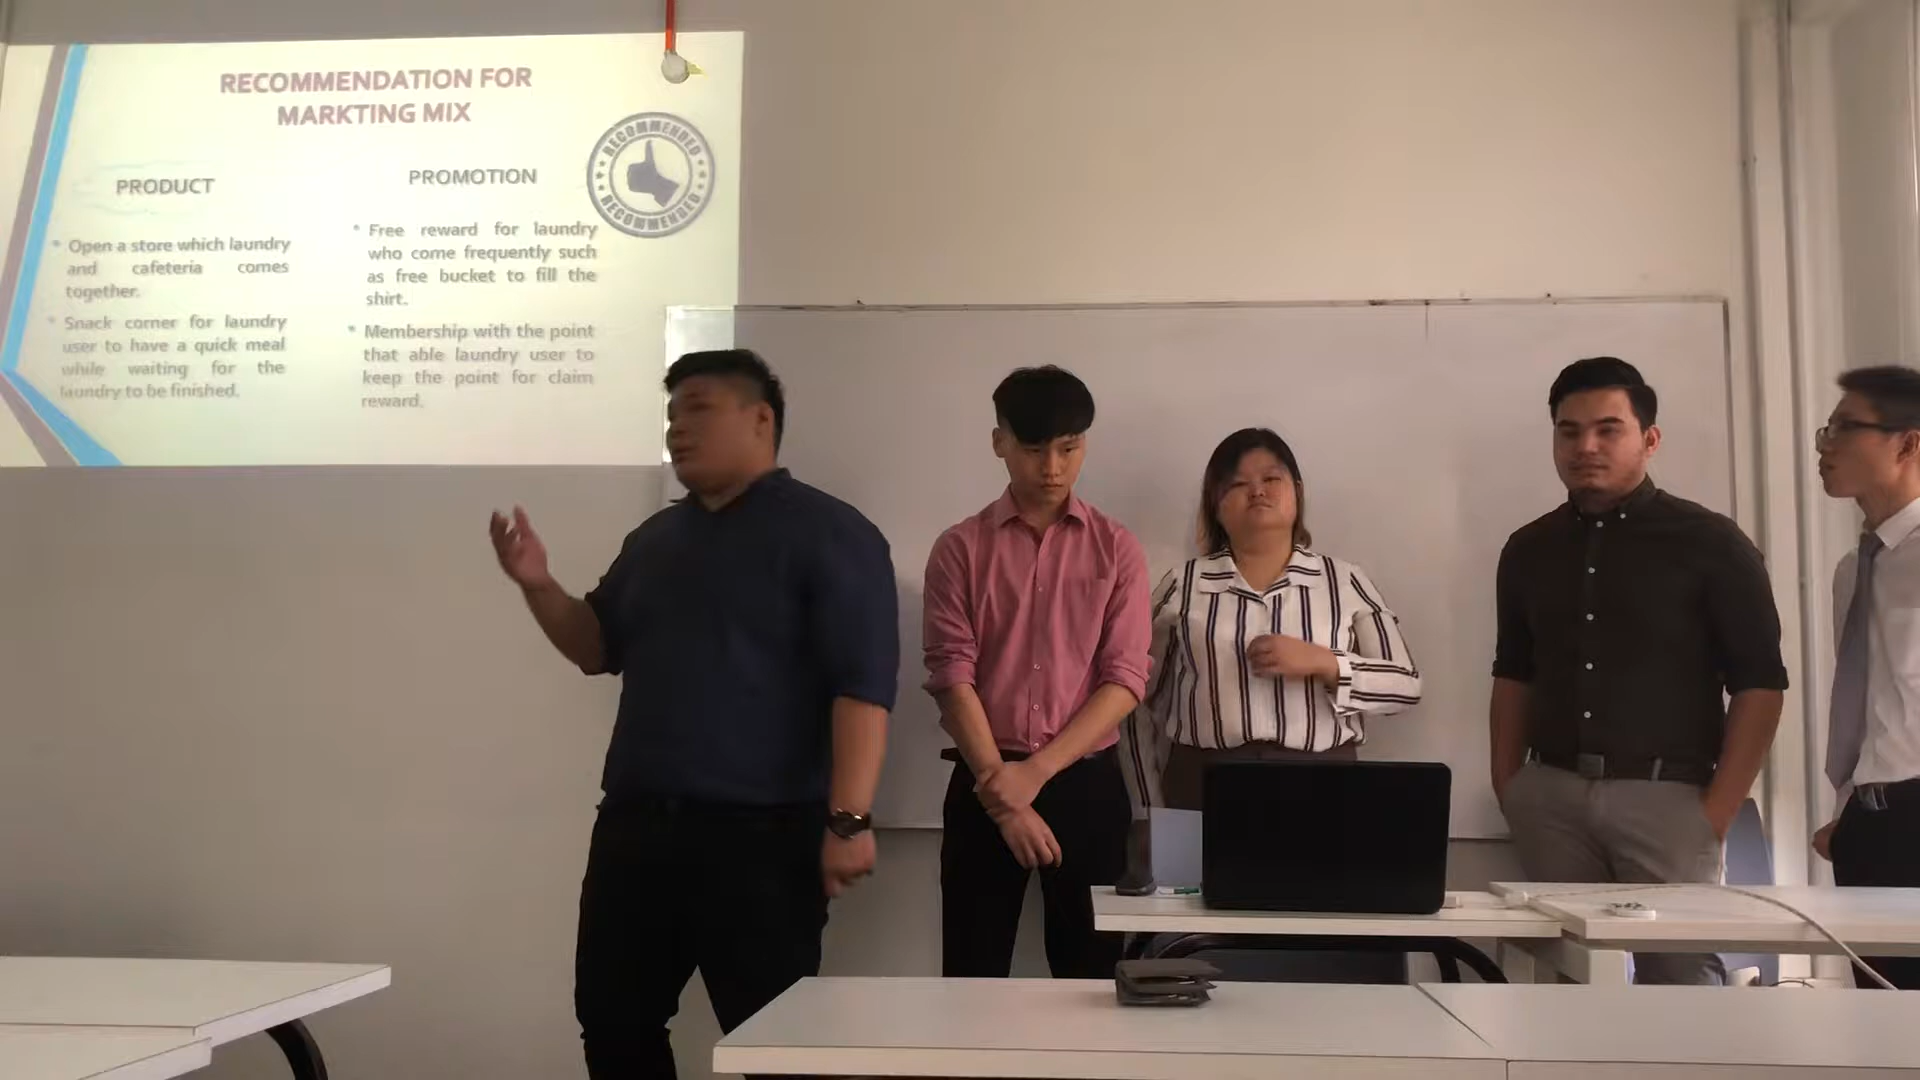 RECOMMENDATION FOR
MARKTING MIX
RECOMMENDED
RECOMMENDED
PRODUCT
Open a store which laundry
and cafeteria comes
together.
Snack corner for laundry
user to have a quick meal
while waiting for the
laundry to be finished.
PROMOTION
Free reward for laundry
who come frequently such
as free bucket to fill the
shirt.
Membership with the point
that able laundry user to
keep the point for claim
reward.